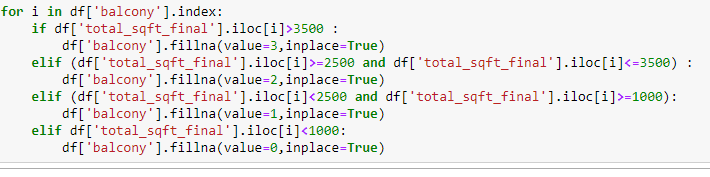 for i in df['balcony'].index:
    if df['total_sqft_final'].iloc[i]>3500 :
        df['balcony'].fillna(value=3,inplace=True)
    elif (df['total_sqft_final'].iloc[i]>=2500 and df['total_sqft_final'].iloc[i]<=3500) :
        df['balcony'].fillna(value=2,inplace=True)
    elif (df['total_sqft_final'].iloc[i]<2500 and df['total_sqft_final'].iloc[i]>=1000):
        df['balcony'].fillna(value=1,inplace=True)
    elif df['total_sqft_final'].iloc[i]<1000:
        df['balcony'].fillna(value=0,inplace=True)